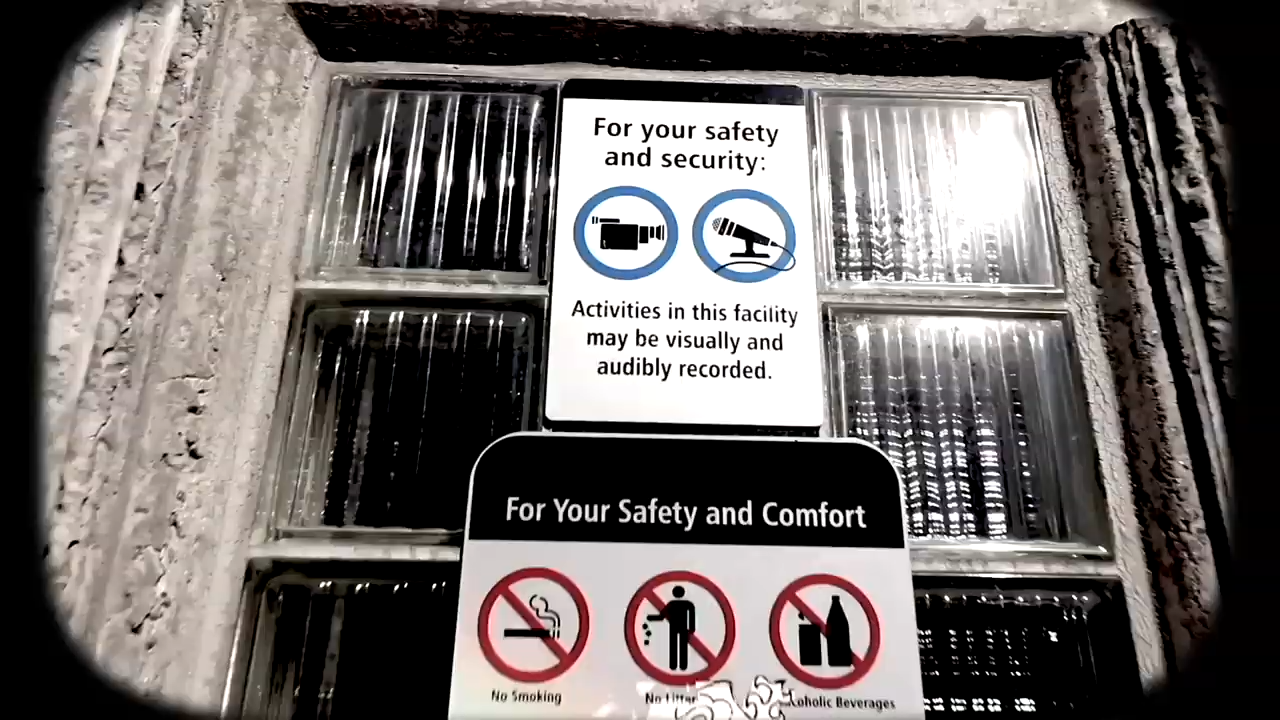 For your safety
and security:
Activities in this facility
may be visually and
audibly recorded.
For Your Safety and Comfort
No Smoking
No
Beverages